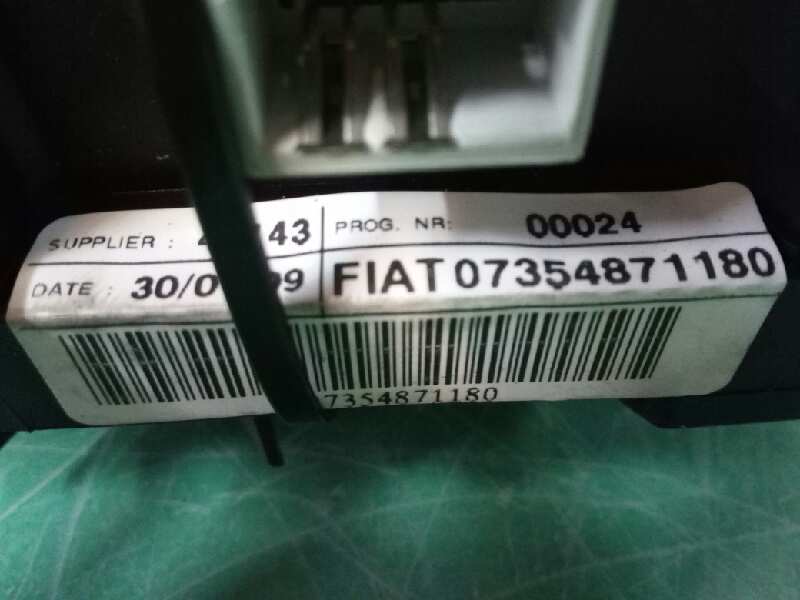 SUPPLIER :
PROG. NR: 00024
DATE :
FIAT 07354871180
7354871180